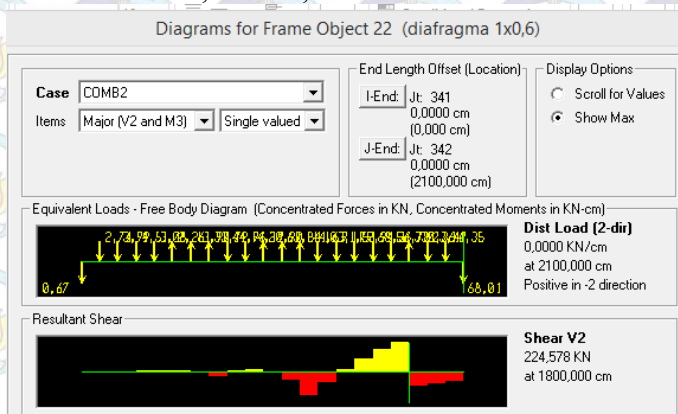 Diagrams for Frame Object 22 (diafragma 1x0,6)
End Length Offset (Location)
Display Options
Case COMB2
I-End: Jt: 341
0,0000 cm
(0,000 cm)
Scroll for Values
Items Major (V2 and M3) Single valued
Show Max
J-End: Jt: 342
0,0000 cm
(2100,000 cm)
Equivalent Loads - Free Body Diagram (Concentrated Forces in KN, Concentrated Moments in KN-cm)
Dist Load (2-dir)
0,0000 KN/cm
at 2100,000 cm
Positive in -2 direction
0,67
68,01
Resultant Shear
Shear V2
224,578 KN
at 1800,000 cm